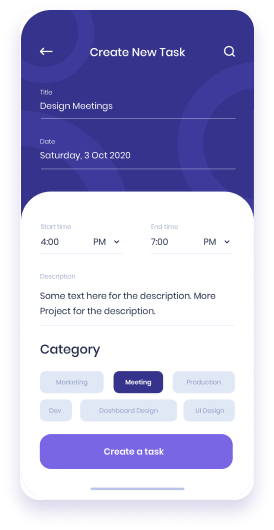 Create New Task
Title
Design Meetings
Date
Saturday, 3 Oct 2020
Start time End time
4:00 PM 7:00 PM
Description
Some text here for the description. More
Project for the description.
Category
Marketing Meeting Production
Dev Dashboard Design UI Design
Create a task